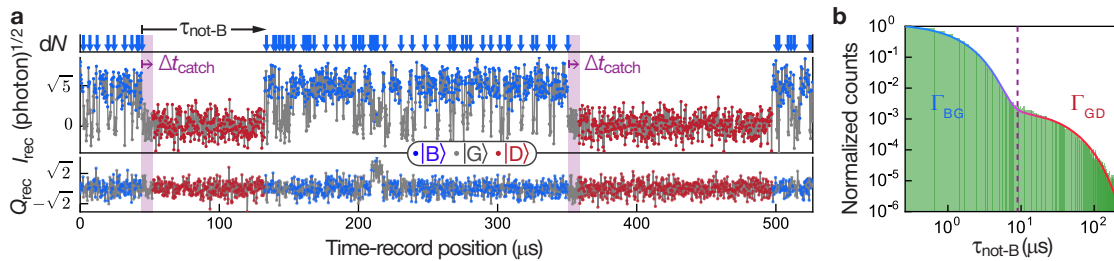 a
b
dN
τnot-B
Δtcatch
Δtcatch
Irec (photon)1/2
√5
0
•|B⟩ •|G⟩ •|D⟩
Qrec
√2
−√2
0 100 200 300 400 500
Time-record position (μs)
Normalized counts
100
10-1
10-2
10-3
10-4
10-5
10-6
ΓBG
ΓGD
100 101 102
τnot-B (μs)